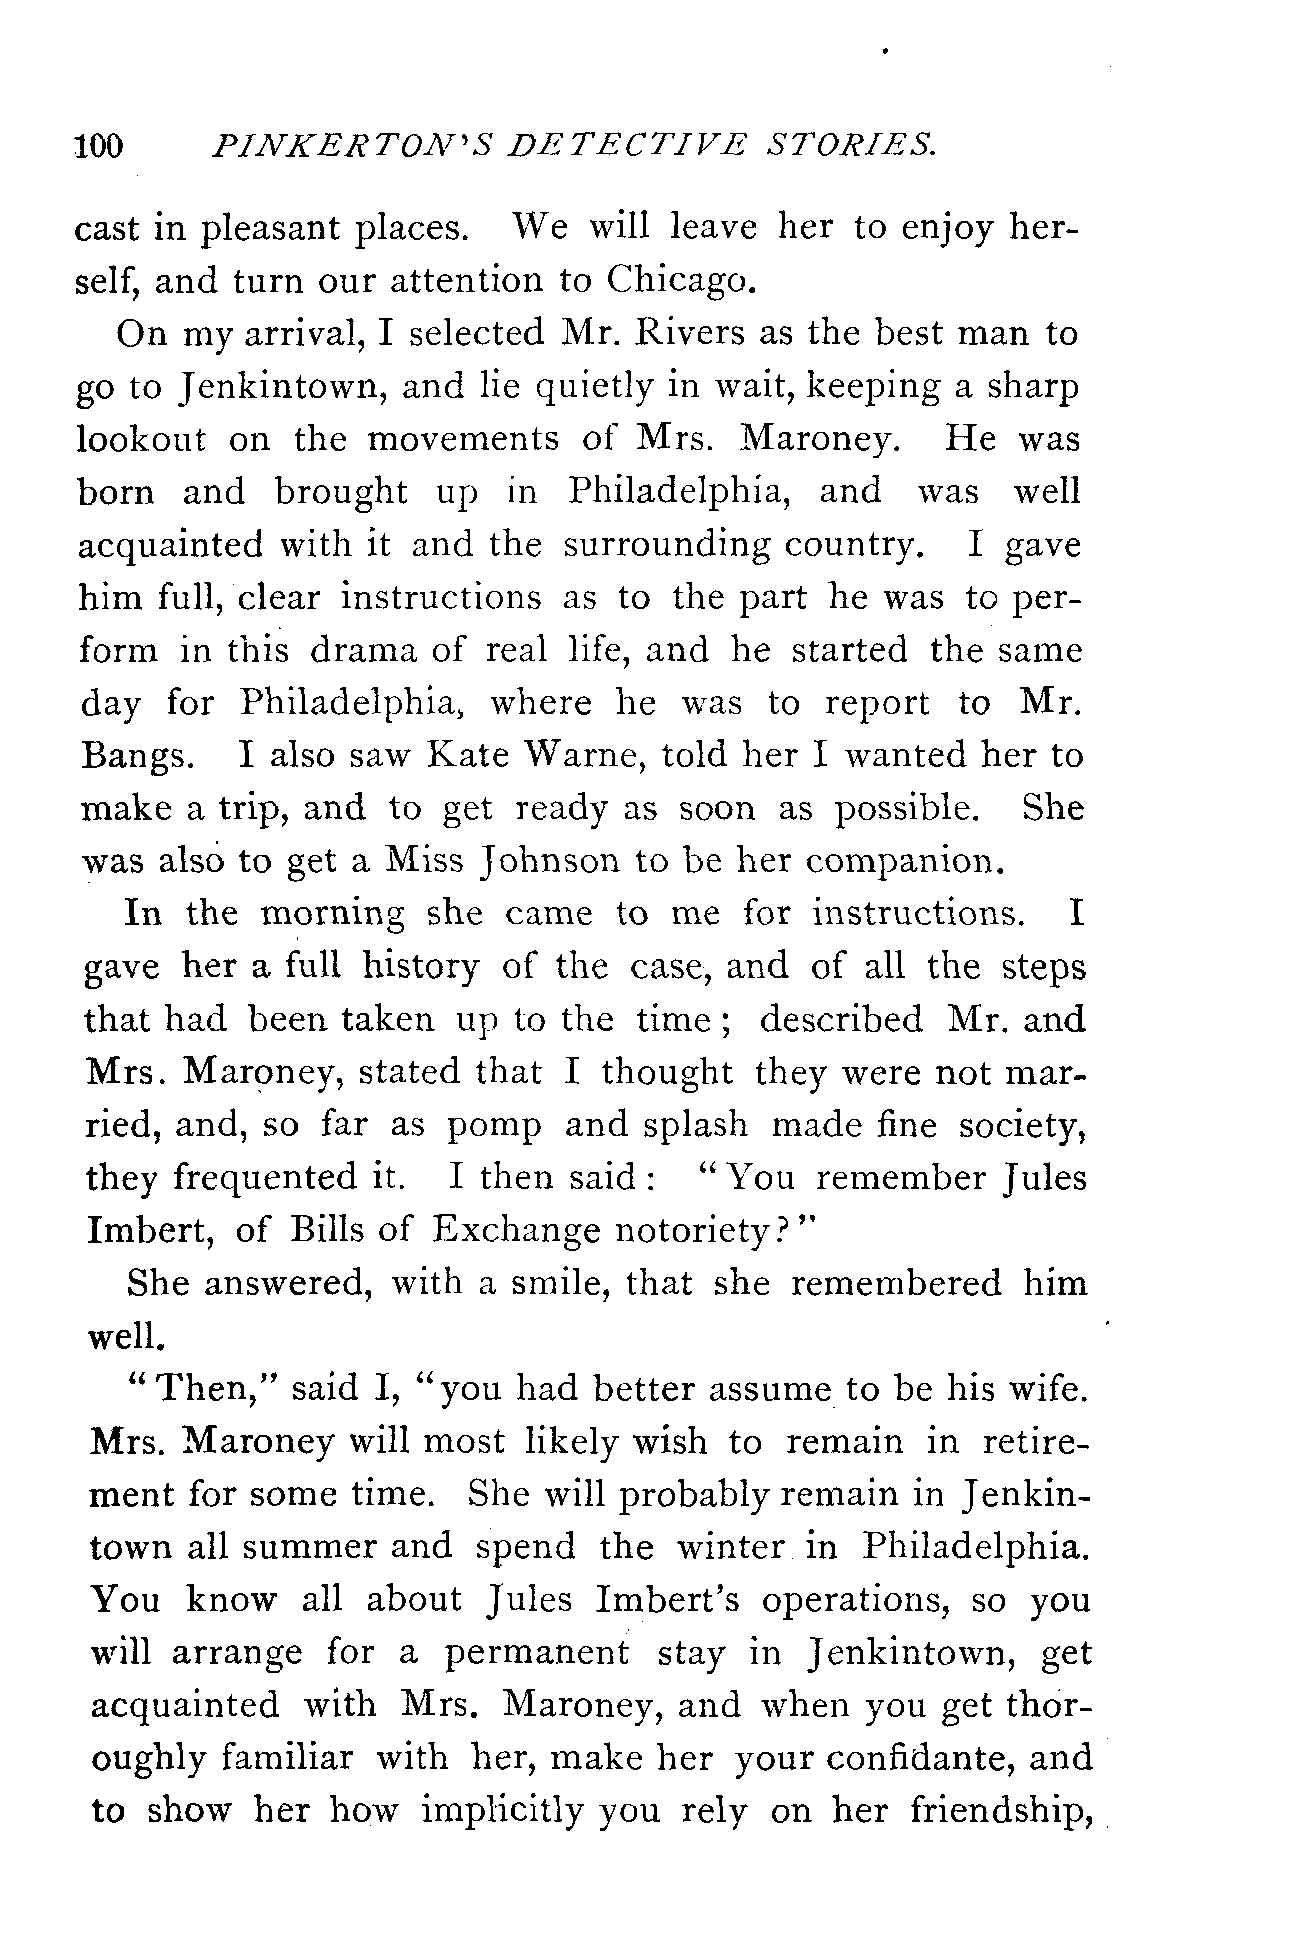 100 PINKERTON'S DETECTIVE STORIES.
cast in pleasant places. We will leave her to enjoy her-
self, and turn our attention to Chicago.
On my arrival, I selected Mr. Rivers as the best man to
go to Jenkintown, and lie quietly in wait, keeping a sharp
lookout on the movements of Mrs. Maroney. He was
born and brought up in Philadelphia, and was well
acquainted with it and the surrounding country. I gave
him full, clear instructions as to the part he was to per-
form in this drama of real life, and he started the same
day for Philadelphia, where he was to report to Mr.
Bangs. I also saw Kate Warne, told her I wanted her to
make a trip, and to get ready as soon as possible. She
was also to get a Miss Johnson to be her companion.
In the morning she came to me for instructions. I
gave her a full history of the case, and of all the steps
that had been taken up to the time ; described Mr. and
Mrs. Maroney, stated that I thought they were not mar-
ried, and, so far as pomp and splash made fine society,
they frequented it. I then said : " You remember Jules
Imbert, of Bills of Exchange notoriety? "
She answered, with a smile, that she remembered him
well.
" Then," said I, "you had better assume to be his wife.
Mrs. Maroney will most likely wish to remain in retire-
ment for some time. She will probably remain in Jenkin-
town all summer and spend the winter in Philadelphia.
You know all about Jules Imbert's operations, so you
will arrange for a permanent stay in Jenkintown, get
acquainted with Mrs. Maroney, and when you get thor-
oughly familiar with her, make her your confidante, and
to show her how implicitly you rely on her friendship,